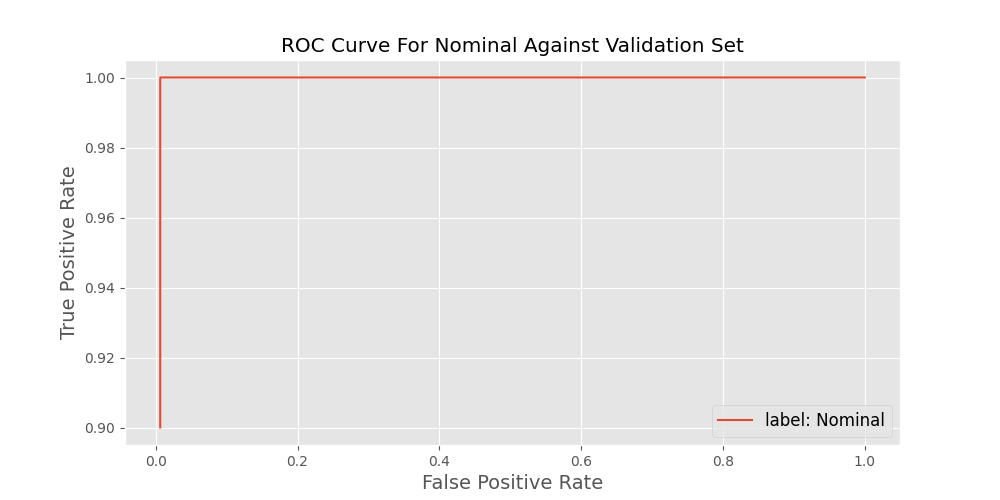 ROC Curve For Nominal Against Validation Set
True Positive Rate
1.00
0.98
0.96
0.94
0.92
0.90
label: Nominal
0.0 0.2 0.4 0.6 0.8 1.0
False Positive Rate